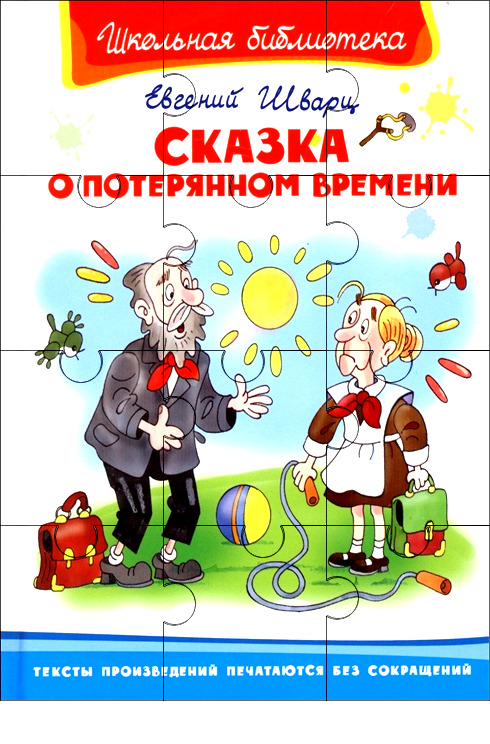 Школьная библиотека
Евгений Шварц
СКАЗКА
О ПОТЕРЯННОМ ВРЕМЕНИ
ТЕКСТЫ ПРОИЗВЕДЕНИЙ ПЕЧАТАЮТСЯ БЕЗ СОКРАЩЕНИЙ